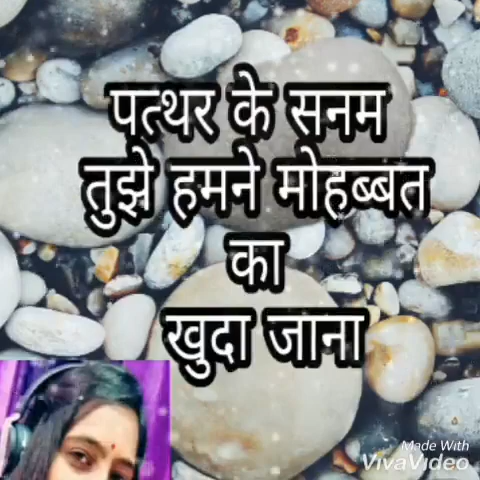 पत्थर के सनम
तुझे हमने मोहब्बत
का
खुदा जाना
Made With
VivaVideo